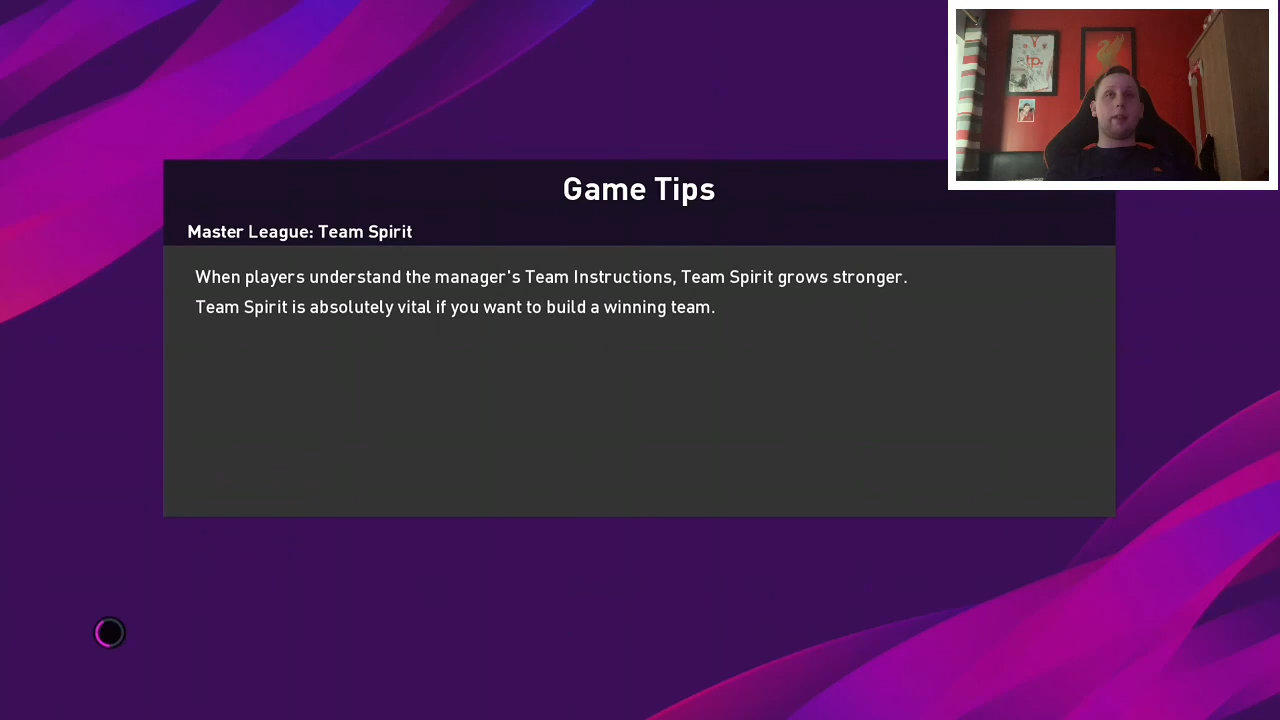 Game Tips
Master League: Team Spirit
When players understand the manager's Team Instructions, Team Spirit grows stronger.
Team Spirit is absolutely vital if you want to build a winning team.